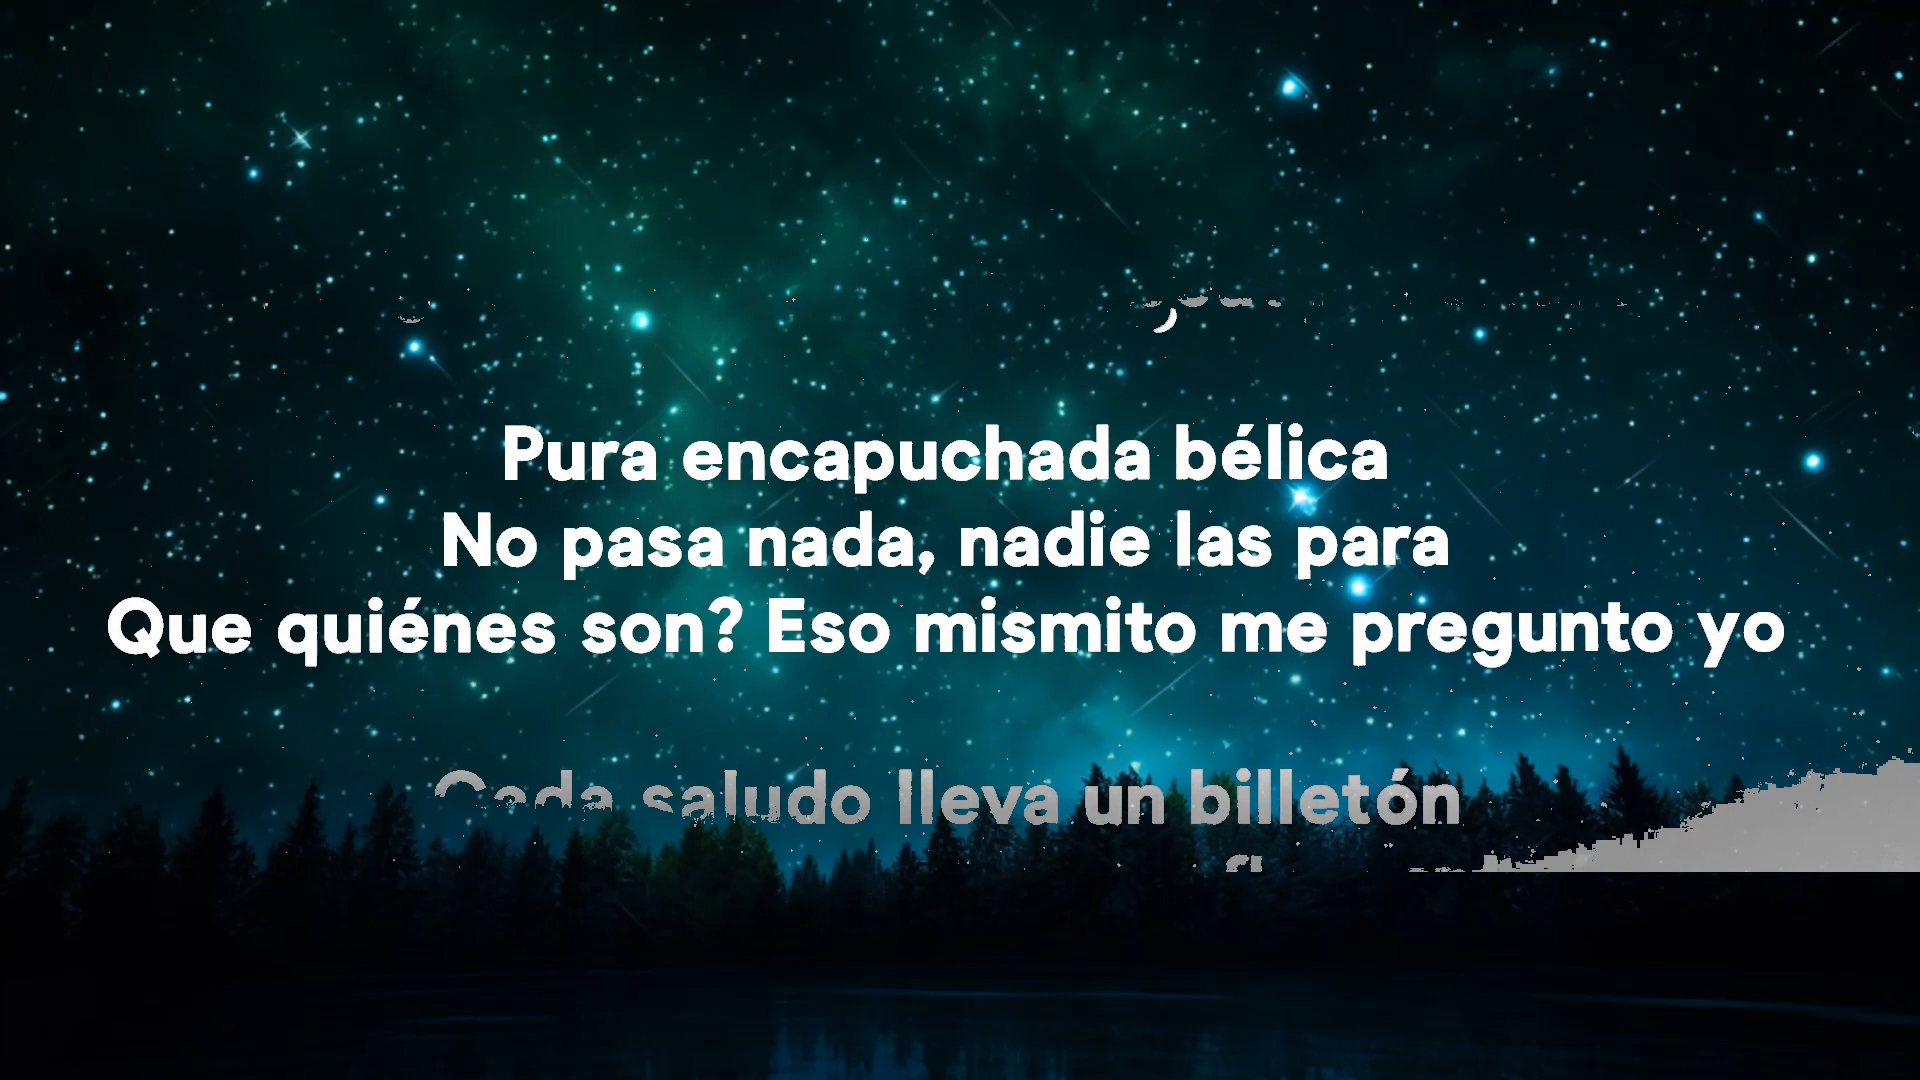 Pura encapuchada bélica
No pasa nada, nadie las para
Que quiénes son? Eso mismito me pregunto yo
Cada saludo lleva un billetón